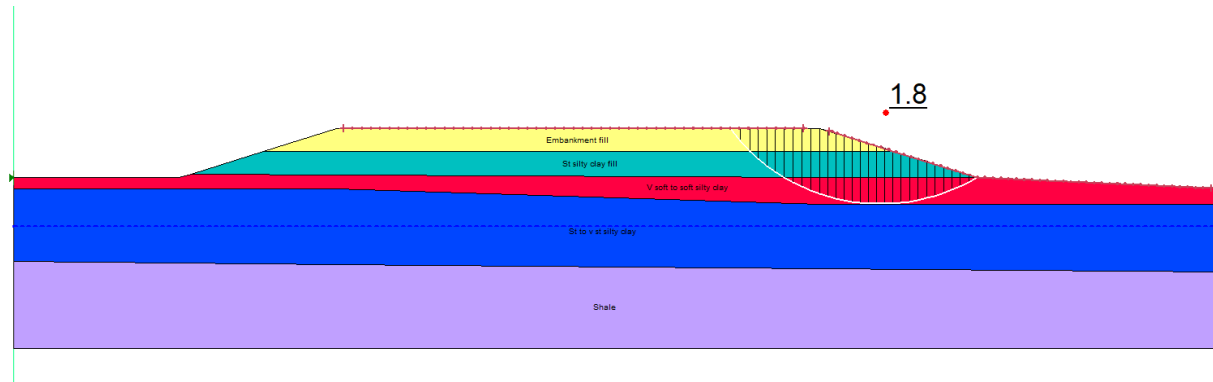 1.8
Embankment fill
St silty clay fill
V soft to soft silty clay
St to v st silty clay
Shale